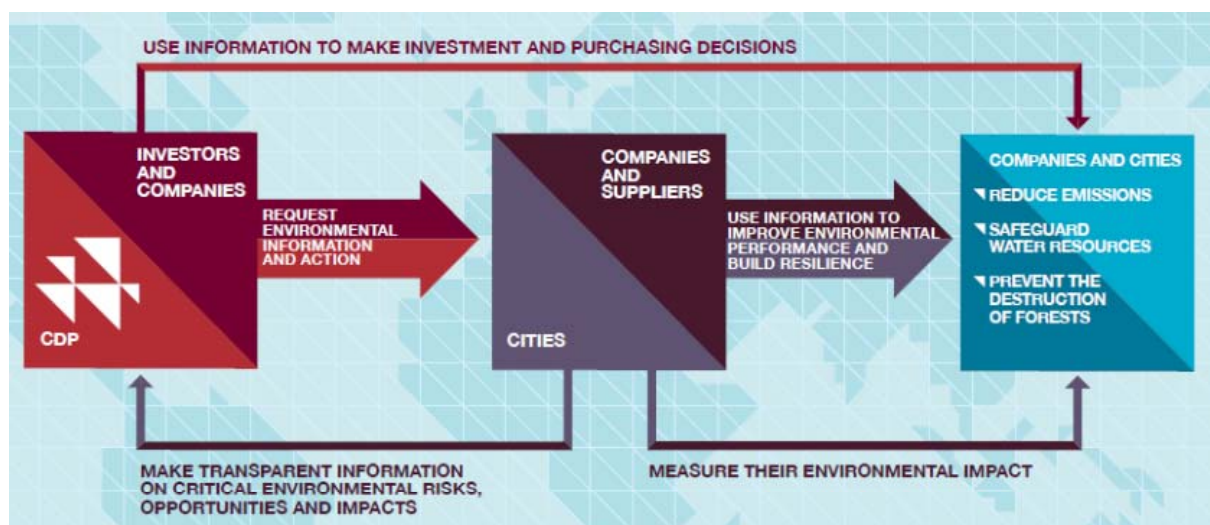 USE INFORMATION TO MAKE INVESTMENT AND PURCHASING DECISIONS
INVESTORS
AND
COMPANIES
CDP
REQUEST
ENVIRONMENTAL
INFORMATION
AND ACTION
COMPANIES
AND
SUPPLIERS
CITIES
USE INFORMATION TO
IMPROVE ENVIRONMENTAL
PERFORMANCE AND
BUILD RESILIENCE
COMPANIES AND CITIES
REDUCE EMISSIONS
SAFEGUARD
WATER RESOURCES
PREVENT THE
DESTRUCTION
OF FORESTS
MAKE TRANSPARENT INFORMATION
ON CRITICAL ENVIRONMENTAL RISKS,
OPPORTUNITIES AND IMPACTS
MEASURE THEIR ENVIRONMENTAL IMPACT